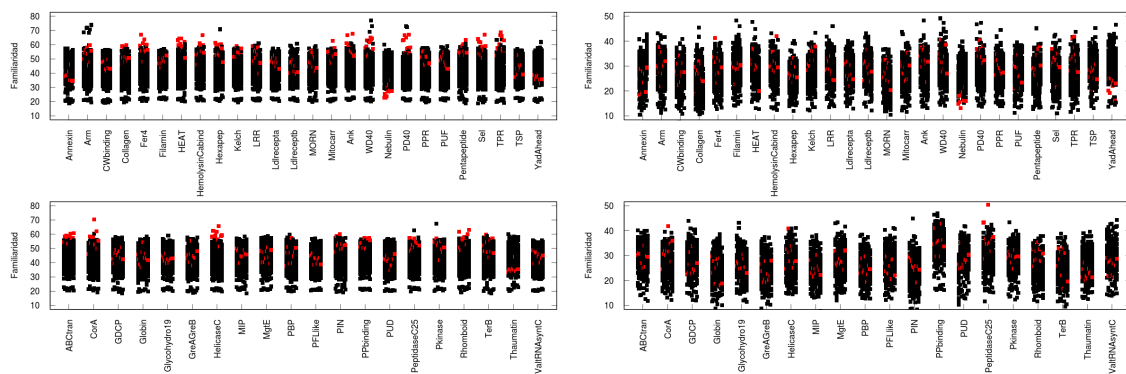 80
70
60
50
40
30
20
10
Familiaridad
Annexin
Arm
CWbinding
Collagen
Fer4
Filamin
HEAT
HemolysinCabind
Hexapep
Kelch
LRR
Ldlrecepta
Ldlreceptb
MORN
Mitocarr
Ank
WD40
Nebulin
PD40
PPR
PUF
Pentapeptide
Sel
TPR
TSP
YadAhead
50
40
30
20
10
Familiaridad
Annexin
Arm
CWbinding
Collagen
Fer4
Filamin
HEAT
HemolysinCabind
Hexapep
Kelch
LRR
Ldlrecepta
Ldlreceptb
MORN
Mitocarr
Ank
WD40
Nebulin
PD40
PPR
PUF
Pentapeptide
Sel
TPR
TSP
YadAhead
80
70
60
50
40
30
20
10
Familiaridad
ABCtran
CorA
GDCP
Globin
Glycohydro19
GreAGreB
HelicaseC
MIP
MgtE
PBP
PFLlike
PIN
PPbinding
PUD
PeptidaseC25
Pkinase
Rhomboid
TerB
Thaumatin
ValtRNAsyntC
50
40
30
20
10
Familiaridad
ABCtran
CorA
GDCP
Globin
Glycohydro19
GreAGreB
HelicaseC
MIP
MgtE
PBP
PFLlike
PIN
PPbinding
PUD
PeptidaseC25
Pkinase
Rhomboid
TerB
Thaumatin
ValtRNAsyntC